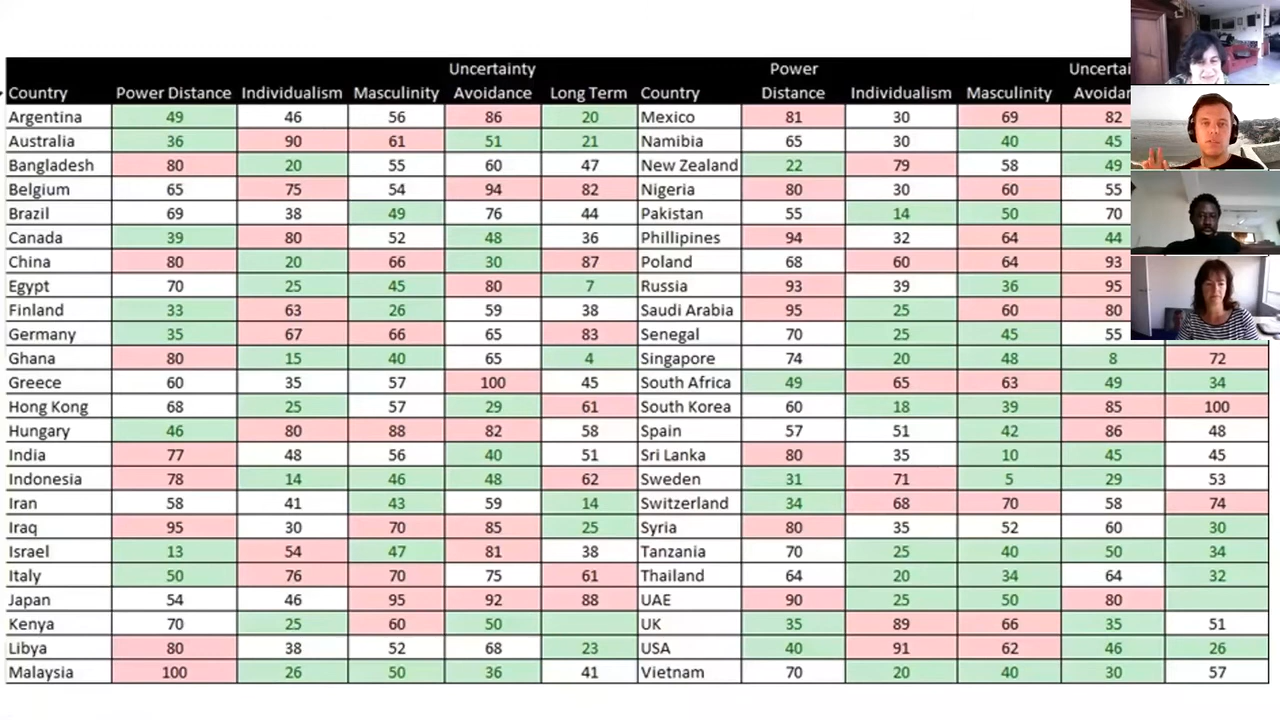 Uncertainty Power Uncertai
Country Power Distance Individualism Masculinity Avoidance Long Term Country Distance Individualism Masculinity Avoidan
Argentina 49 46 56 86 20 Mexico 81 30 69 82
Australia 36 90 61 51 21 Namibia 65 30 40 45
Bangladesh 80 20 55 60 47 New Zealand 22 79 58 49
Belgium 65 75 54 94 82 Nigeria 80 30 60 55
Brazil 69 38 49 76 44 Pakistan 55 14 50 70
Canada 39 80 52 48 36 Phillipines 94 32 64 44
China 80 20 66 30 87 Poland 68 60 64 93
Egypt 70 25 45 80 7 Russia 93 39 36 95
Finland 33 63 26 59 38 Saudi Arabia 95 25 60 80
Germany 35 67 66 65 83 Senegal 70 25 45 55
Ghana 80 15 40 65 4 Singapore 74 20 48 8 72
Greece 60 35 57 100 45 South Africa 49 65 63 49 34
Hong Kong 68 25 57 29 61 South Korea 60 18 39 85 100
Hungary 46 80 88 82 58 Spain 57 51 42 86 48
India 77 48 56 40 51 Sri Lanka 80 35 10 45 45
Indonesia 78 14 46 48 62 Sweden 31 71 5 29 53
Iran 58 41 43 59 14 Switzerland 34 68 70 58 74
Iraq 95 30 70 85 25 Syria 80 35 52 60 30
Israel 13 54 47 81 38 Tanzania 70 25 40 50 34
Italy 50 76 70 75 61 Thailand 64 20 34 64 32
Japan 54 46 95 92 88 UAE 90 25 50 80
Kenya 70 25 60 50 UK 35 89 66 35 51
Libya 80 38 52 68 23 USA 40 91 62 46 26
Malaysia 100 26 50 36 41 Vietnam 70 20 40 30 57